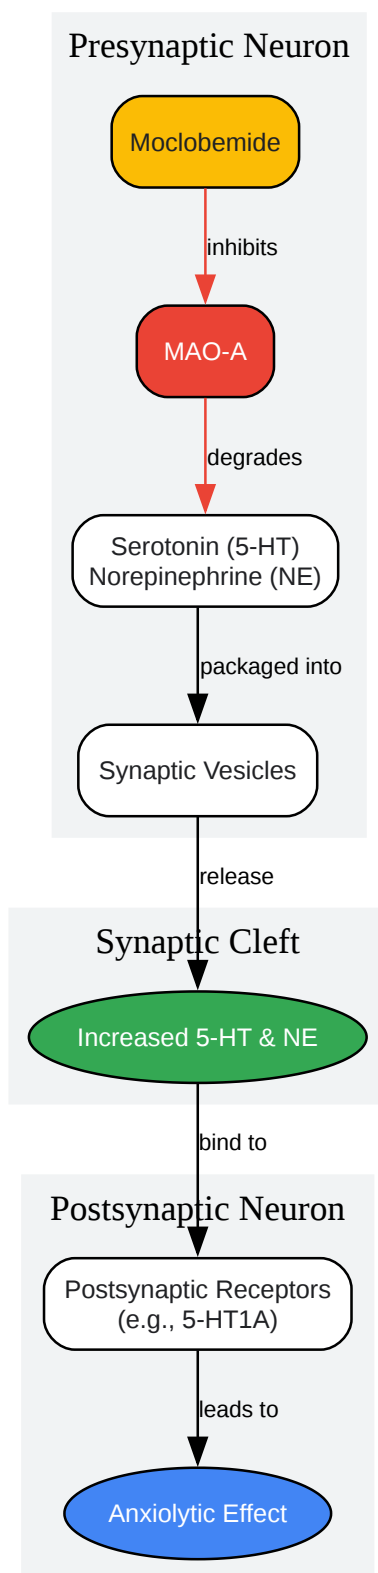 Presynaptic Neuron
Moclobemide
inhibits
MAO-A
degrades
Serotonin (5-HT)
Norepinephrine (NE)
packaged into
Synaptic Vesicles
release
Synaptic Cleft
Increased 5-HT & NE
bind to
Postsynaptic Neuron
Postsynaptic Receptors
(e.g., 5-HT1A)
leads to
Anxiolytic Effect